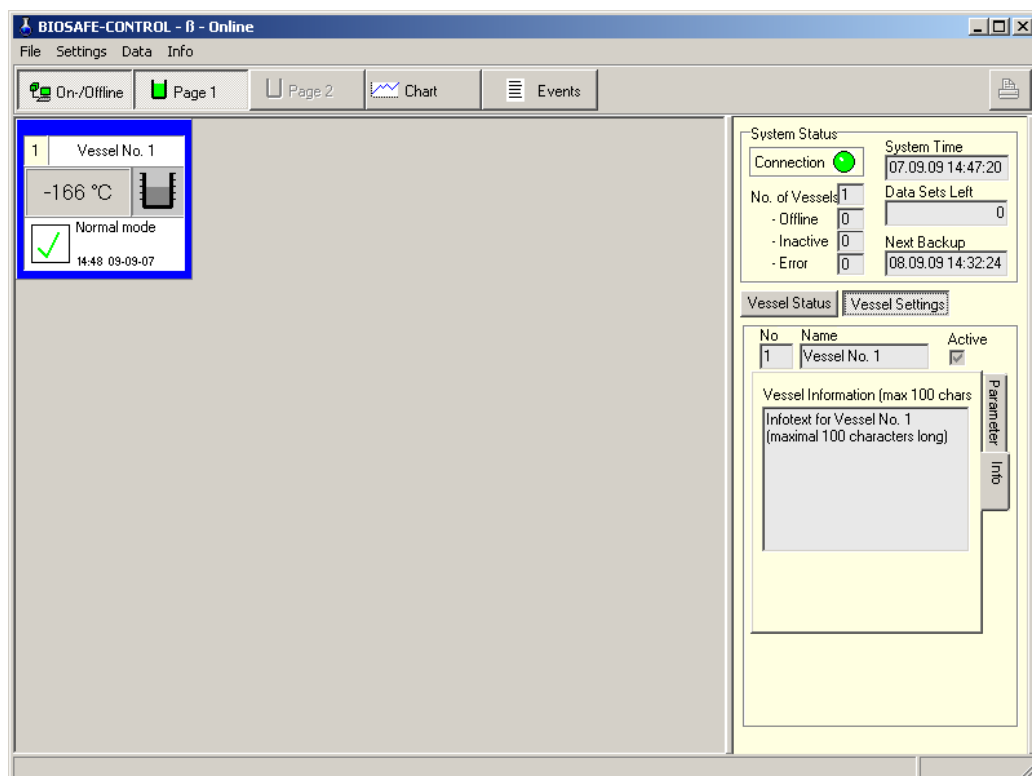 BIOSAFE-CONTROL - ß - Online
File Settings Data Info
On-/Offline Page 1 Page 2 Chart Events
1 Vessel No. 1
-166 °C
Normal mode
14:48 09-09-07
System Status
Connection
System Time
07.09.09 14:47:20
No. of Vessels 1
- Offline 0
- Inactive 0
- Error 0
Data Sets Left
0
Next Backup
08.09.09 14:32:24
Vessel Status Vessel Settings
No Name Active
1 Vessel No. 1
Vessel Information (max 100 chars
Infotext for Vessel No. 1
(maximal 100 characters long)
Parameter
Info